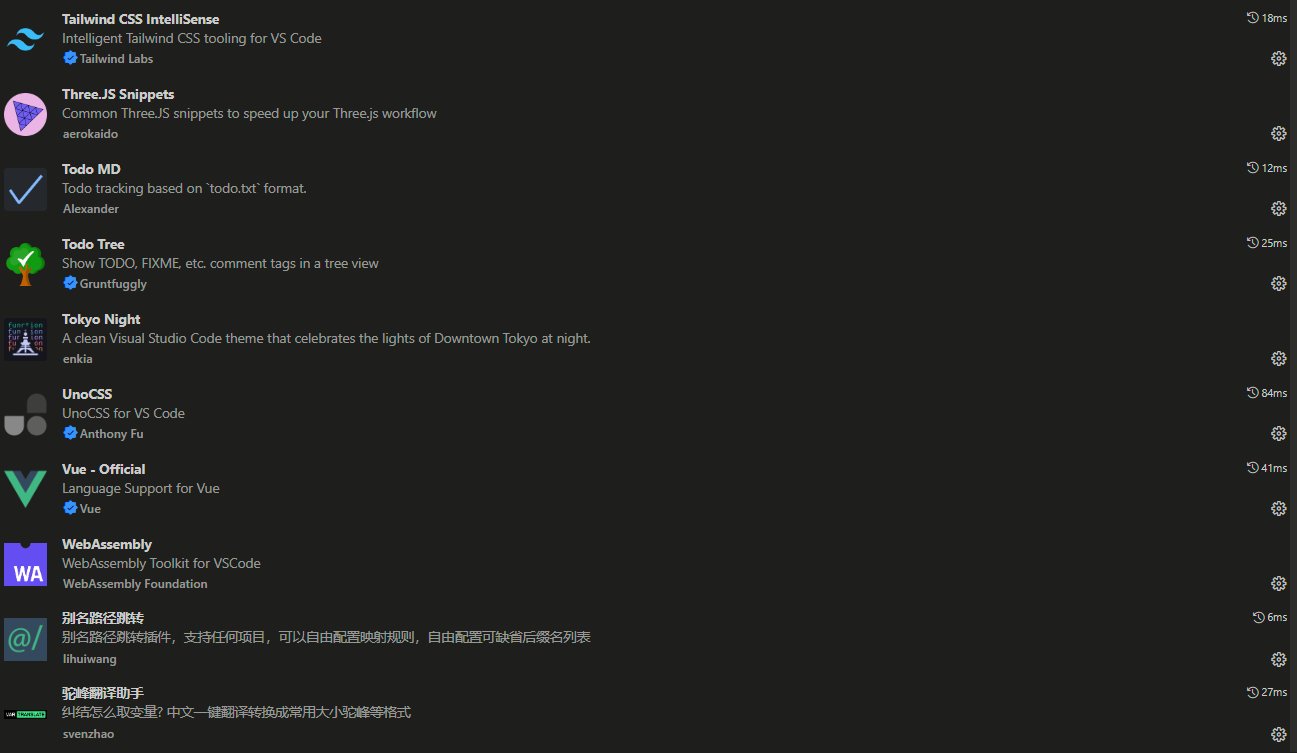 Tailwind CSS IntelliSense
18ms
Intelligent Tailwind CSS tooling for VS Code
Tailwind Labs
Three.JS Snippets
Common Three.JS snippets to speed up your Three.js workflow
aerokaido
Todo MD
12ms
Todo tracking based on `todo.txt` format.
Alexander
Todo Tree
25ms
Show TODO, FIXME, etc. comment tags in a tree view
Gruntfuggly
Tokyo Night
A clean Visual Studio Code theme that celebrates the lights of Downtown Tokyo at night.
enkia
UnoCSS
84ms
UnoCSS for VS Code
Anthony Fu
Vue - Official
41ms
Language Support for Vue
Vue
WebAssembly
WebAssembly Toolkit for VSCode
WA
WebAssembly Foundation
别名路径跳转
6ms
别名路径跳转插件，支持任何项目，可以自由配置映射规则，自由配置可缺省后缀名列表
@/
lihuiwang
驼峰翻译助手
27ms
纠结怎么取变量? 中文一键翻译转换成常用大小驼峰等格式
VAR TRANSLATE
svenzhao